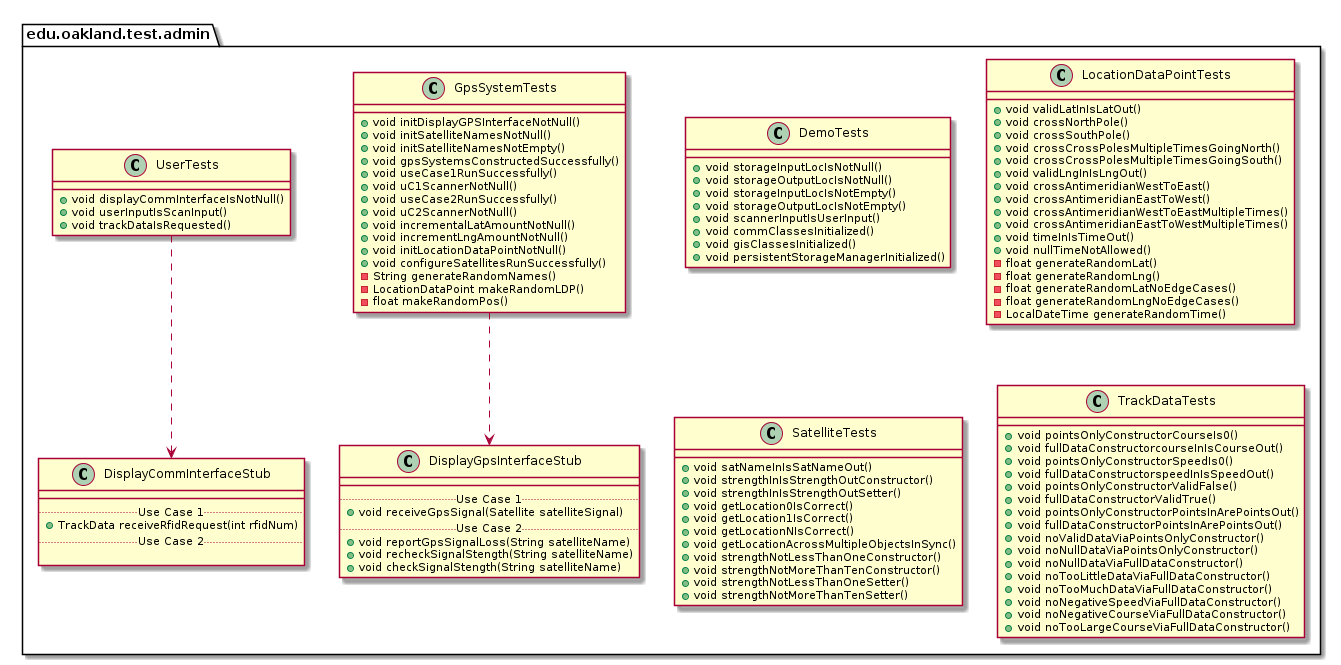 edu.oakland.test.admin
C UserTests
void displayCommInterfaceIsNotNull()
void userInputIsScanInput()
void trackDataIsRequested()
C GpsSystemTests
void initDisplayGPSInterfaceNotNull()
void initSatelliteNamesNotNull()
void initSatelliteNamesNotEmpty()
void gpsSystemsConstructedSuccessfully()
void useCase1RunSuccessfully()
void uC1ScannerNotNull()
void useCase2RunSuccessfully()
void uC2ScannerNotNull()
void incrementalLatAmountNotNull()
void incrementLngAmountNotNull()
void initLocationDataPointNotNull()
void configureSatellitesRunSuccessfully()
String generateRandomNames()
LocationDataPoint makeRandomLDP()
float makeRandomPos()
C DemoTests
void storageInputLocIsNotNull()
void storageOutputLocIsNotNull()
void storageInputLocIsNotEmpty()
void storageOutputLocIsNotEmpty()
void scannerInputIsUserInput()
void commClassesInitialized()
void gisClassesInitialized()
void persistentStorageManagerInitialized()
C LocationDataPointTests
void validLatInIsLatOut()
void crossNorthPole()
void crossSouthPole()
void crossCrossPolesMultipleTimesGoingNorth()
void crossCrossPolesMultipleTimesGoingSouth()
void validLngInIsLngOut()
void crossAntimeridianWestToEast()
void crossAntimeridianEastToWest()
void crossAntimeridianWestToEastMultipleTimes()
void crossAntimeridianEastToWestMultipleTimes()
void timeInIsTimeOut()
void nullTimeNotAllowed()
float generateRandomLat()
float generateRandomLng()
float generateRandomLatNoEdgeCases()
float generateRandomLngNoEdgeCases()
LocalDateTime generateRandomTime()
C DisplayCommInterfaceStub
Use Case 1
TrackData receiveRfidRequest(int rfidNum)
Use Case 2
C DisplayGpsInterfaceStub
Use Case 1
void receiveGpsSignal(Satellite satelliteSignal)
Use Case 2
void reportGpsSignalLoss(String satelliteName)
void recheckSignalStength(String satelliteName)
void checkSignalStength(String satelliteName)
C SatelliteTests
void satNameInIsSatNameOut()
void strengthInIsStrengthOutConstructor()
void strengthInIsStrengthOutSetter()
void getLocation0IsCorrect()
void getLocation1IsCorrect()
void getLocationNIsCorrect()
void getLocationAcrossMultipleObjectsInSync()
void strengthNotLessThanOneConstructor()
void strengthNotMoreThanTenConstructor()
void strengthNotLessThanOneSetter()
void strengthNotMoreThanTenSetter()
C TrackDataTests
void pointsOnlyConstructorCourseIs0()
void fullDataConstructorcourseInIsCourseOut()
void pointsOnlyConstructorSpeedIs0()
void fullDataConstructorspeedInIsSpeedOut()
void pointsOnlyConstructorValidFalse()
void fullDataConstructorValidTrue()
void pointsOnlyConstructorPointsInArePointsOut()
void fullDataConstructorPointsInArePointsOut()
void noValidDataViaPointsOnlyConstructor()
void noNullDataViaPointsOnlyConstructor()
void noNullDataViaFullDataConstructor()
void noTooLittleDataViaFullDataConstructor()
void noTooMuchDataViaFullDataConstructor()
void noNegativeSpeedViaFullDataConstructor()
void noNegativeCourseViaFullDataConstructor()
void noTooLargeCourseViaFullDataConstructor()